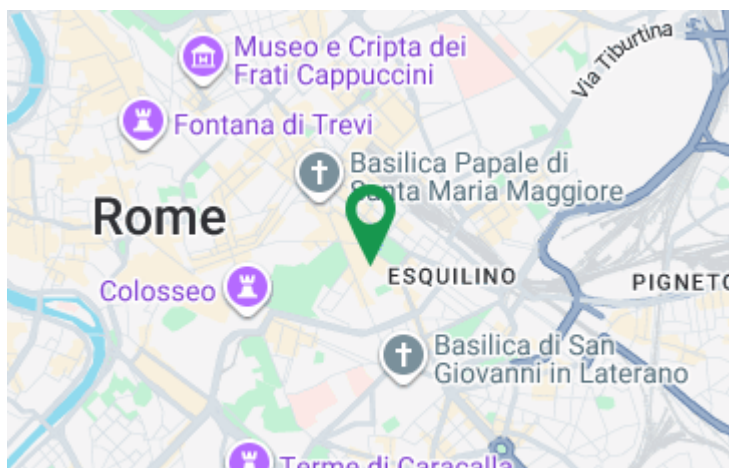 Museo e Cripta dei
Frati Cappuccini
Via Tiburtina
Fontana di Trevi
Basilica Papale di
Santa Maria Maggiore
Rome
ESQUILINO
PIGNETO
Colosseo
Basilica di San
Giovanni in Laterano
Terme di Caracalla